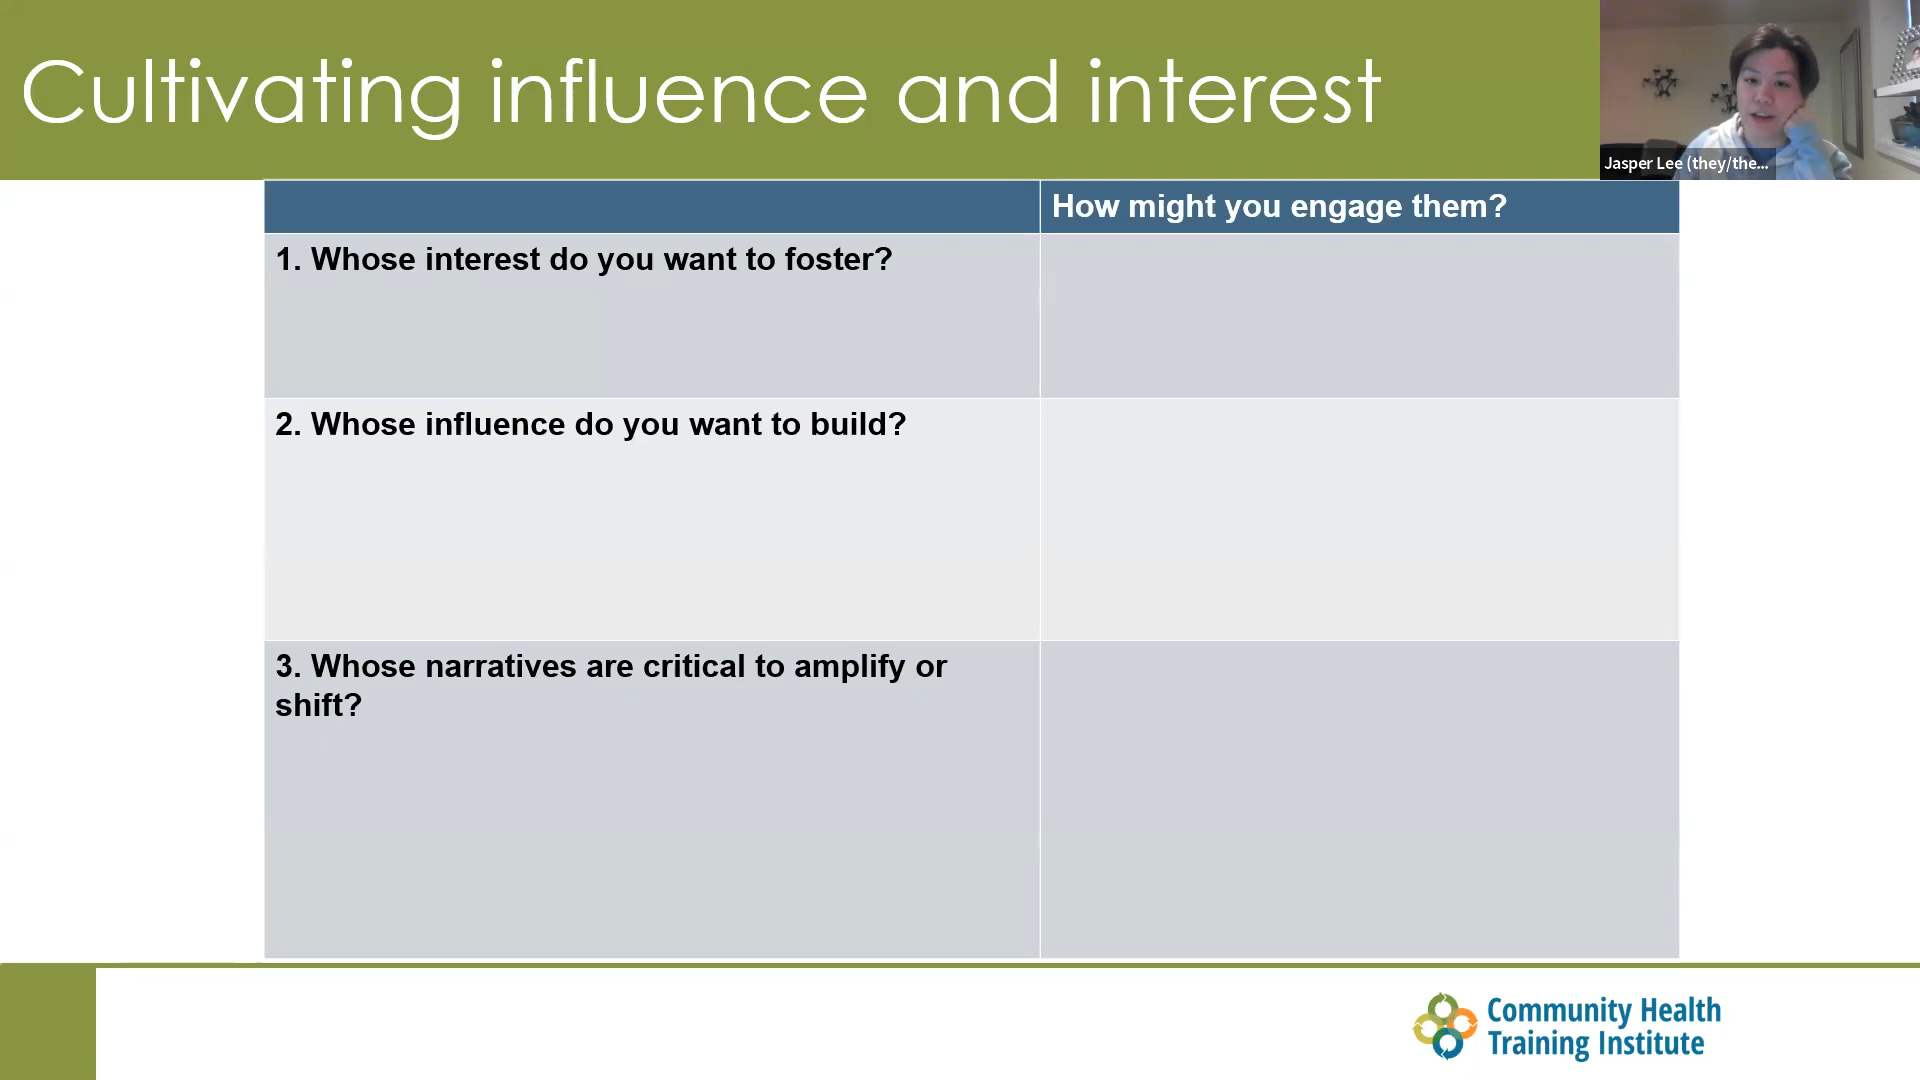 Cultivating influence and interest
Jasper Lee (they/the...
How might you engage them?
1. Whose interest do you want to foster?
2. Whose influence do you want to build?
3. Whose narratives are critical to amplify or
shift?
Community Health
Training Institute